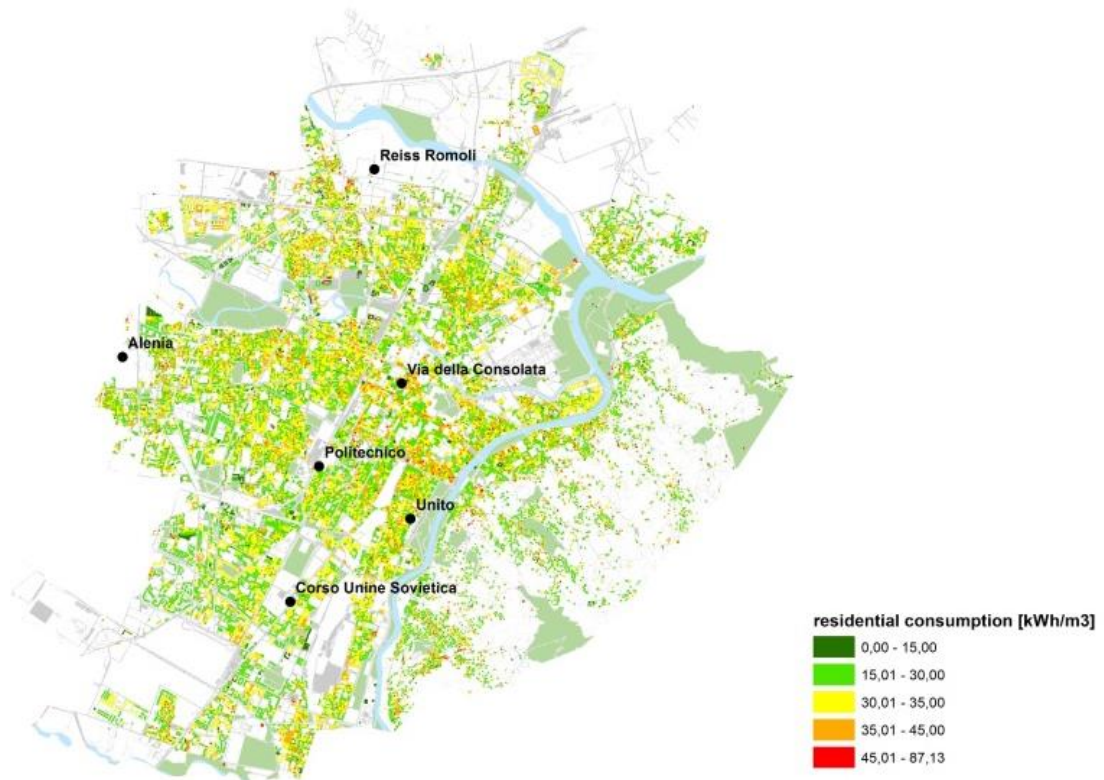 Reiss Romoli
Alenia
Via della Consolata
Politecnico
Unito
Corso Unine Sovietica
residential consumption [kWh/m3]
0,00 - 15,00
15,01 - 30,00
30,01 - 35,00
35,01 - 45,00
45,01 - 87,13